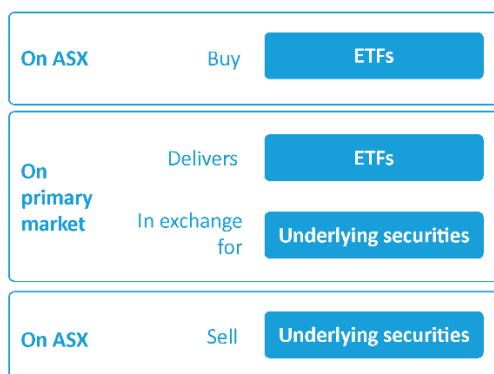 On ASX Buy ETFs
Delivers ETFs
On
primary
market
In exchange
for
Underlying securities
On ASX Sell Underlying securities